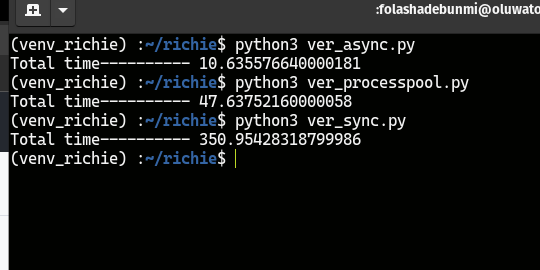 :folashadebunmi@oluwato
(venv_richie) :~/richie$ python3 ver_async.py
Total time---------- 10.635576640000181
(venv_richie) :~/richie$ python3 ver_processpool.py
Total time---------- 47.63752160000058
(venv_richie) :~/richie$ python3 ver_sync.py
Total time---------- 350.95428318799986
(venv_richie) :~/richie$